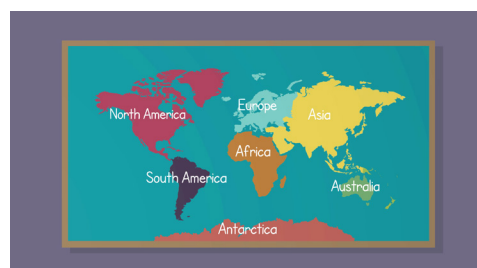 North America
Europe
Asia
Africa
South America
Australia
Antarctica